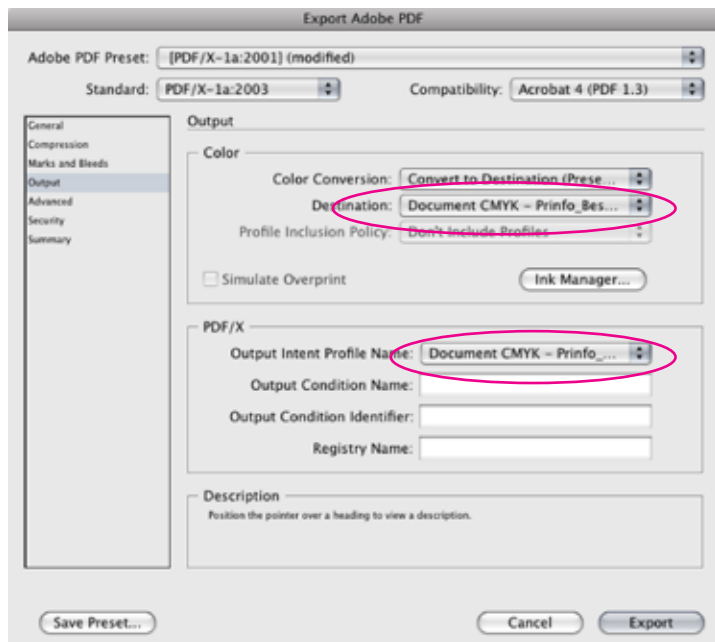 Export Adobe PDF
Adobe PDF Preset: [PDF/X-1a:2001] (modified)
Standard: PDF/X-1a:2003 Compatibility: Acrobat 4 (PDF 1.3)
General
Compression
Marks and Bleeds
Output
Advanced
Security
Summary
Output
Color
Color Conversion: Convert to Destination (Prese...
Destination: Document CMYK - Prinfo_Bes...
Profile Inclusion Policy: Don't Include Profiles
Simulate Overprint Ink Manager...
PDF/X
Output Intent Profile Name: Document CMYK - Prinfo_...
Output Condition Name:
Output Condition Identifier:
Registry Name:
Description
Position the pointer over a heading to view a description.
Save Preset... Cancel Export